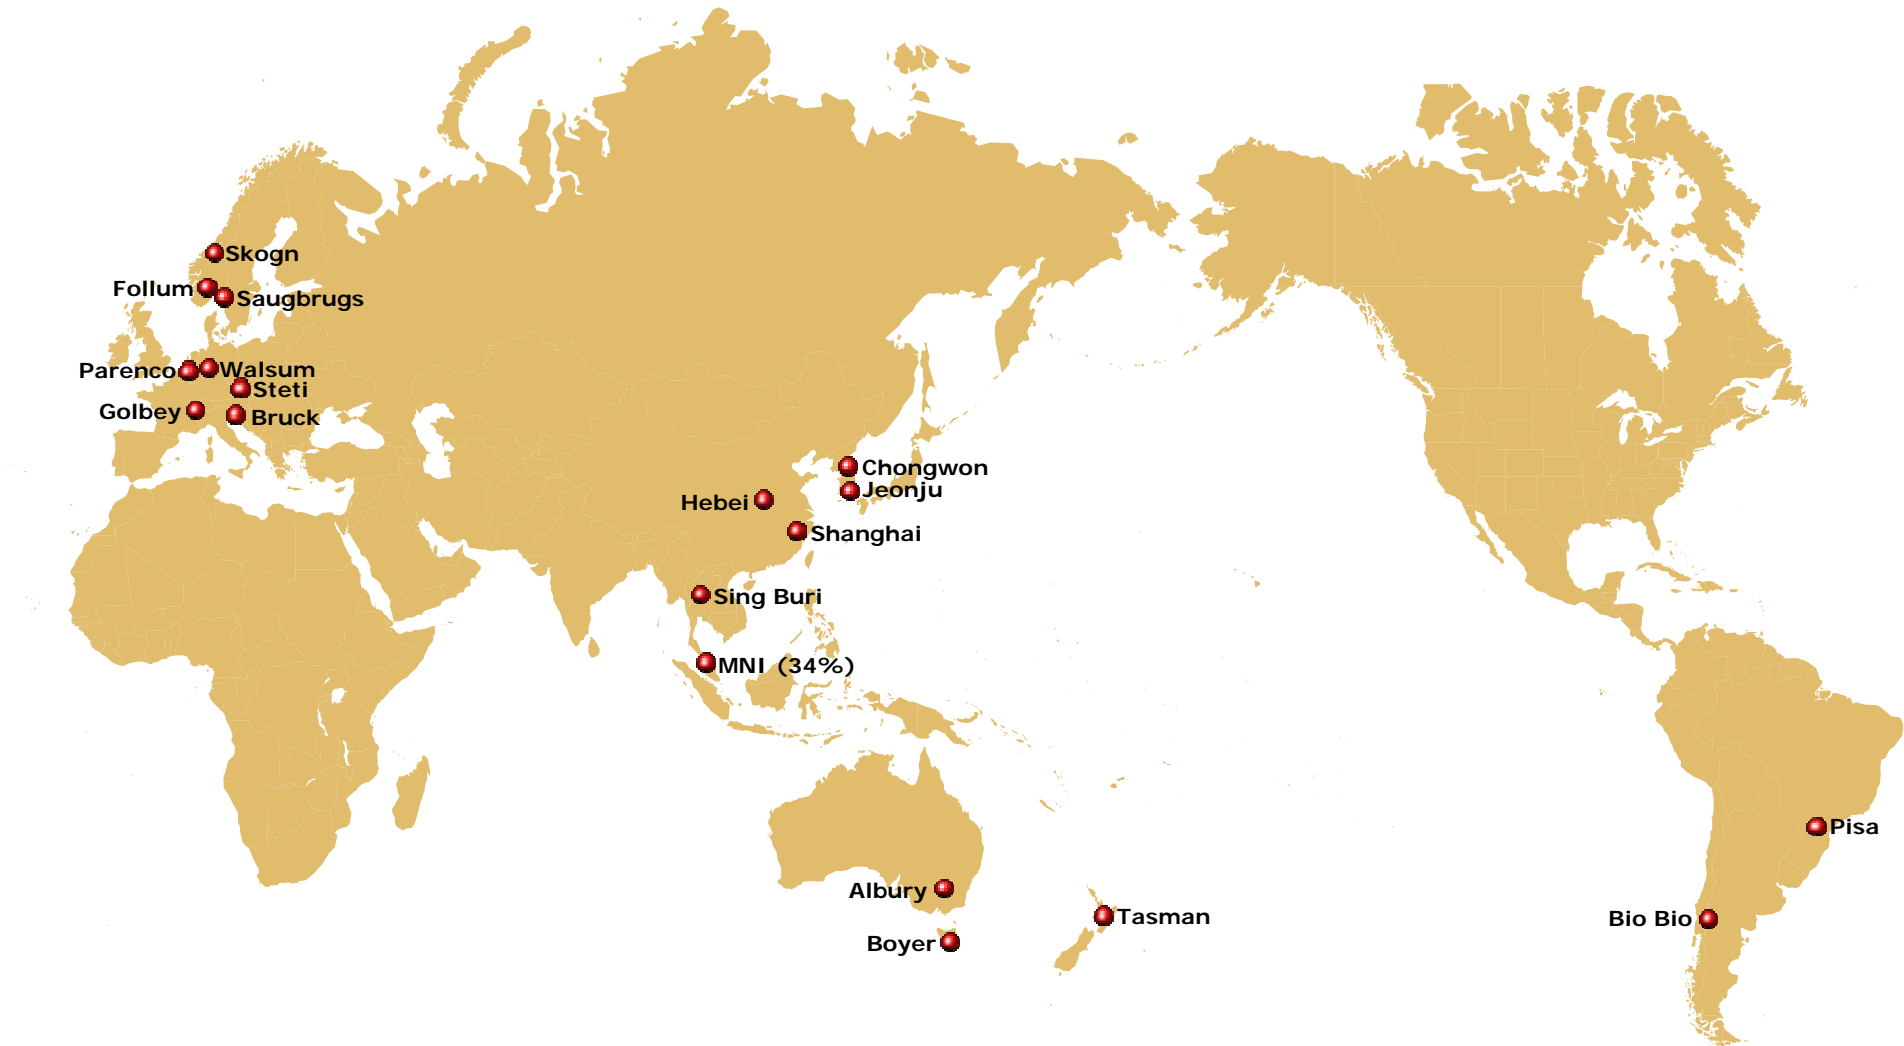 Skogn
Follum
Saugbrugs
Parenco
Walsum
Steti
Golbey
Bruck
Chongwon
Jeonju
Hebei
Shanghai
Sing Buri
MNI (34%)
Pisa
Albury
Tasman
Bio Bio
Boyer